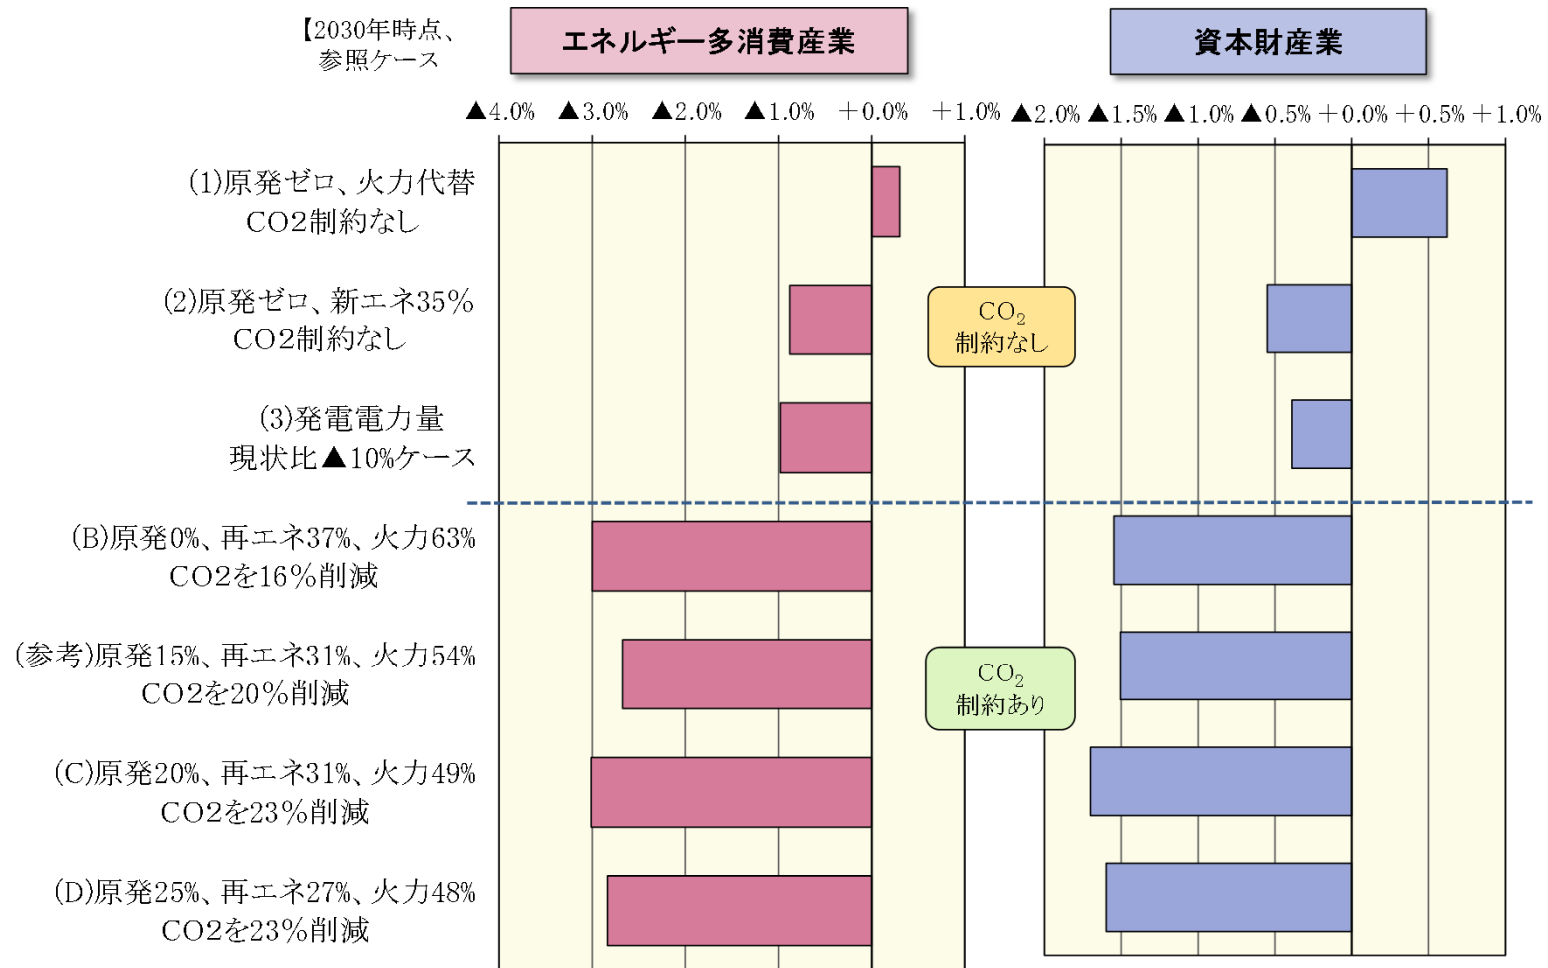 【2030年時点、
参照ケース
エネルギー多消費産業
資本財産業
▲4.0% ▲3.0% ▲2.0% ▲1.0% +0.0% +1.0%
▲2.0% ▲1.5% ▲1.0% ▲0.5% +0.0% +0.5% +1.0%
(1)原発ゼロ、火力代替
CO2制約なし
(2)原発ゼロ、新エネ35%
CO2制約なし
CO₂
制約なし
(3)発電電力量
現状比▲10%ケース
(B)原発0%、再エネ37%、火力63%
CO2を16%削減
(参考)原発15%、再エネ31%、火力54%
CO2を20%削減
CO₂
制約あり
(C)原発20%、再エネ31%、火力49%
CO2を23%削減
(D)原発25%、再エネ27%、火力48%
CO2を23%削減